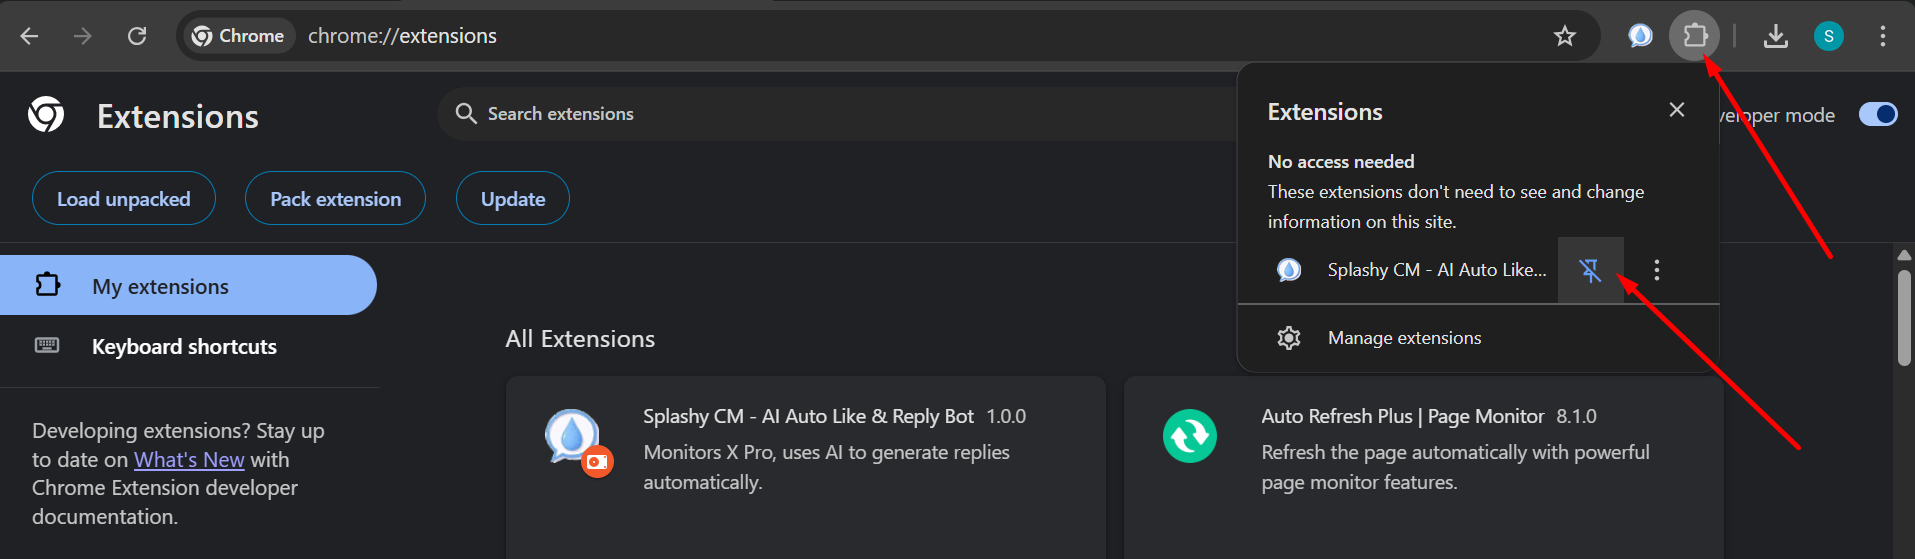 Chrome
chrome://extensions
S
Extensions
Search extensions
veloper mode
Load unpacked
Pack extension
Update
Extensions
No access needed
These extensions don't need to see and change
information on this site.
Splashy CM - AI Auto Like...
Manage extensions
My extensions
Keyboard shortcuts
Developing extensions? Stay up
to date on What's New with
Chrome Extension developer
documentation.
All Extensions
Splashy CM - AI Auto Like & Reply Bot 1.0.0
Monitors X Pro, uses AI to generate replies
automatically.
Auto Refresh Plus | Page Monitor 8.1.0
Refresh the page automatically with powerful
page monitor features.